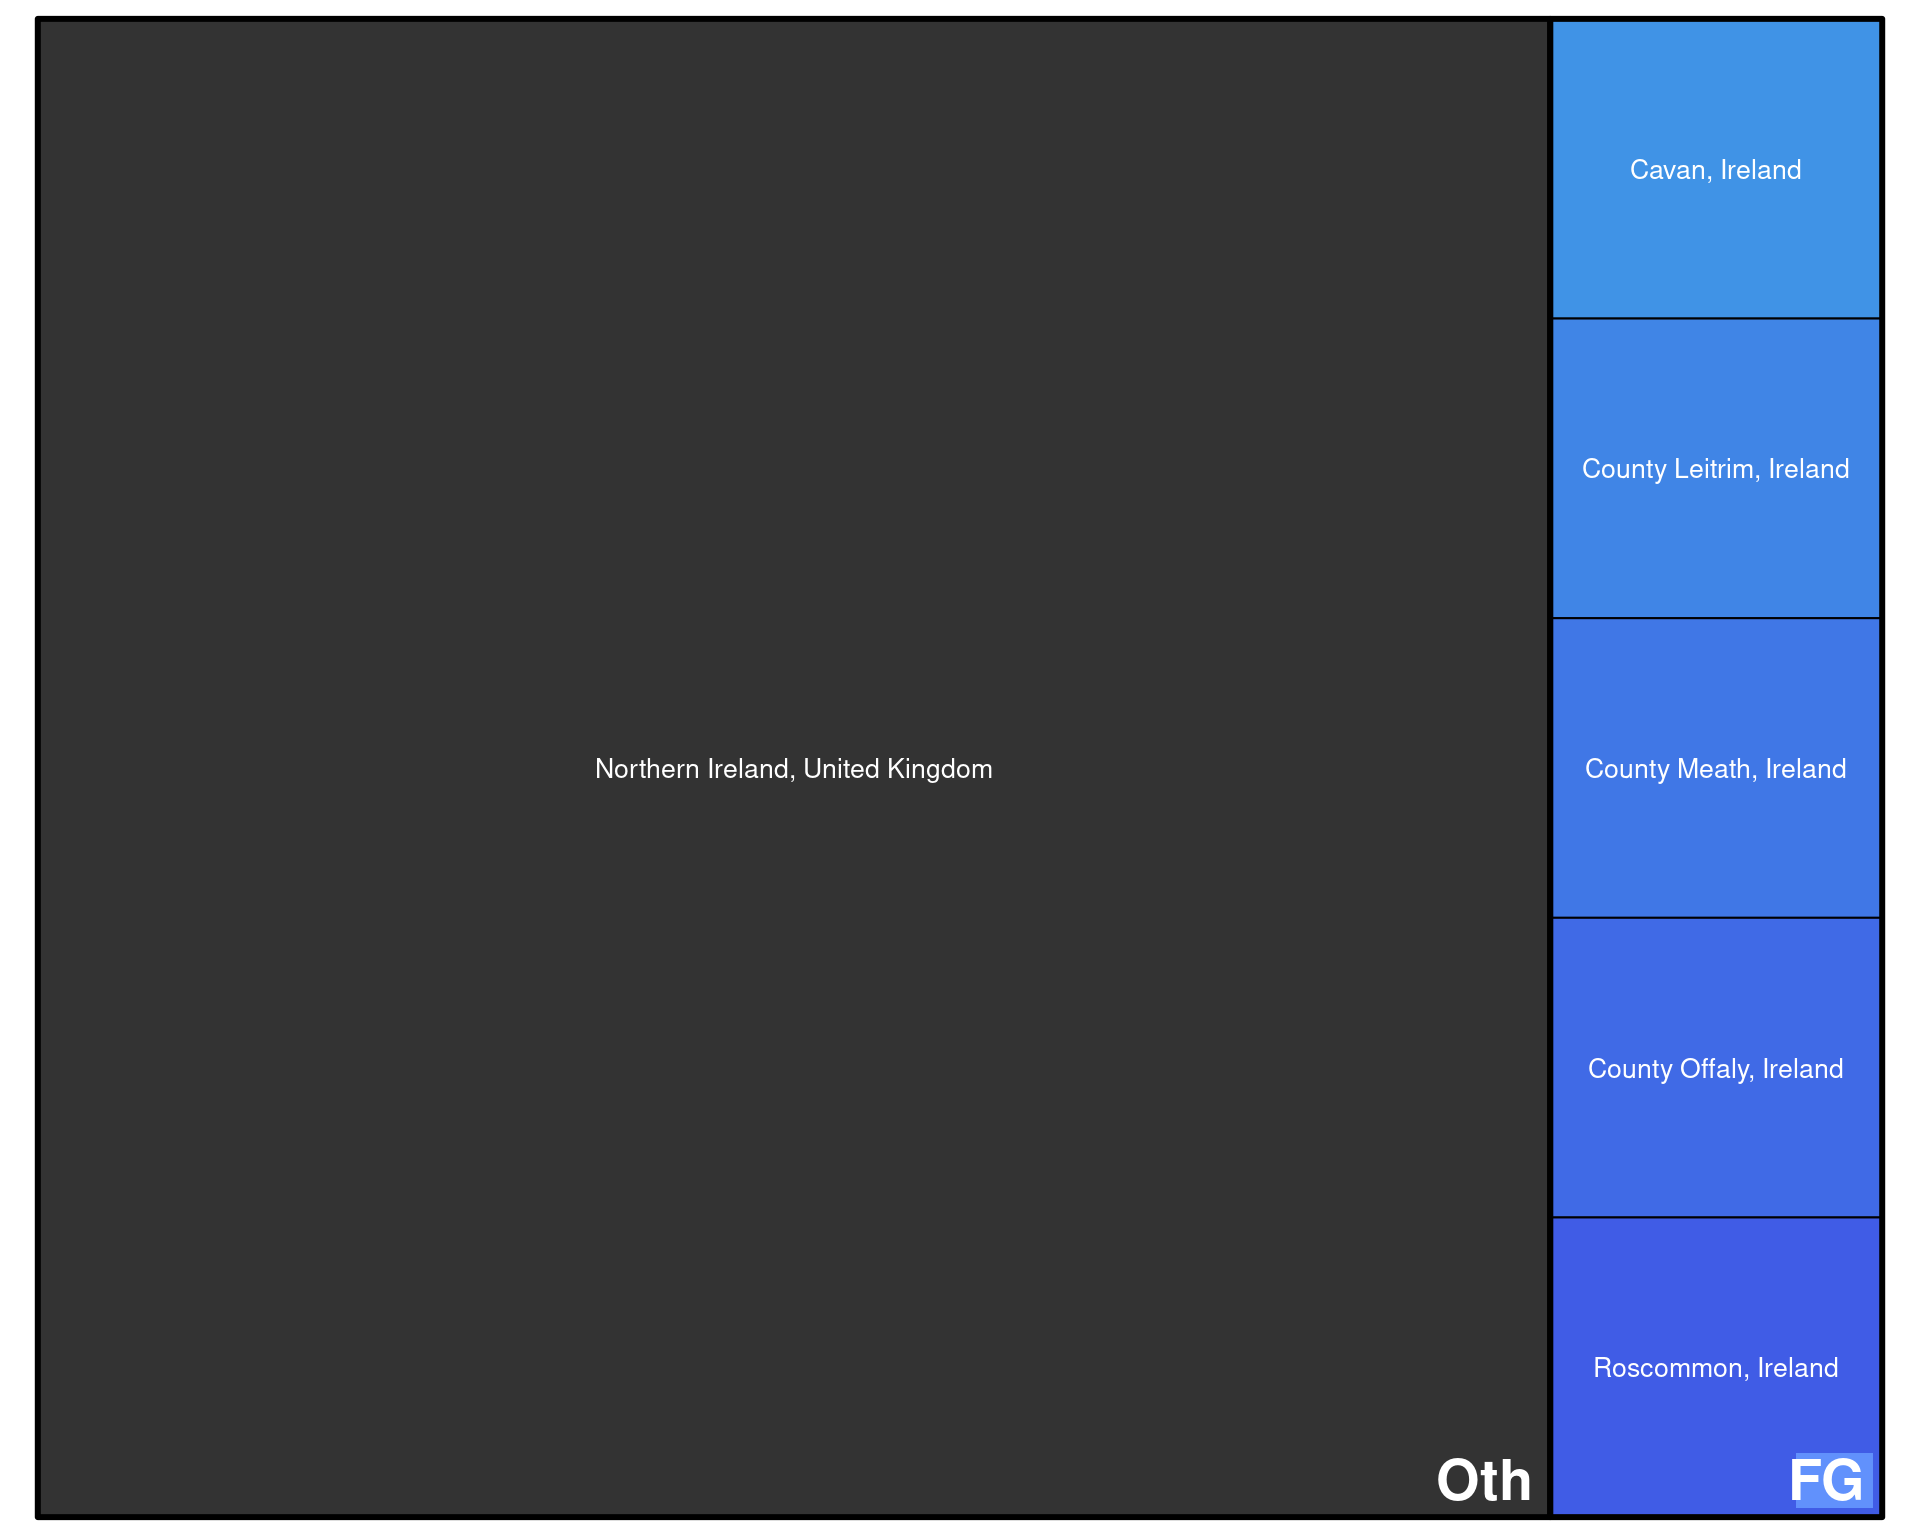 Northern Ireland, United Kingdom
Oth
Cavan, Ireland
County Leitrim, Ireland
County Meath, Ireland
County Offaly, Ireland
Roscommon, Ireland
FG